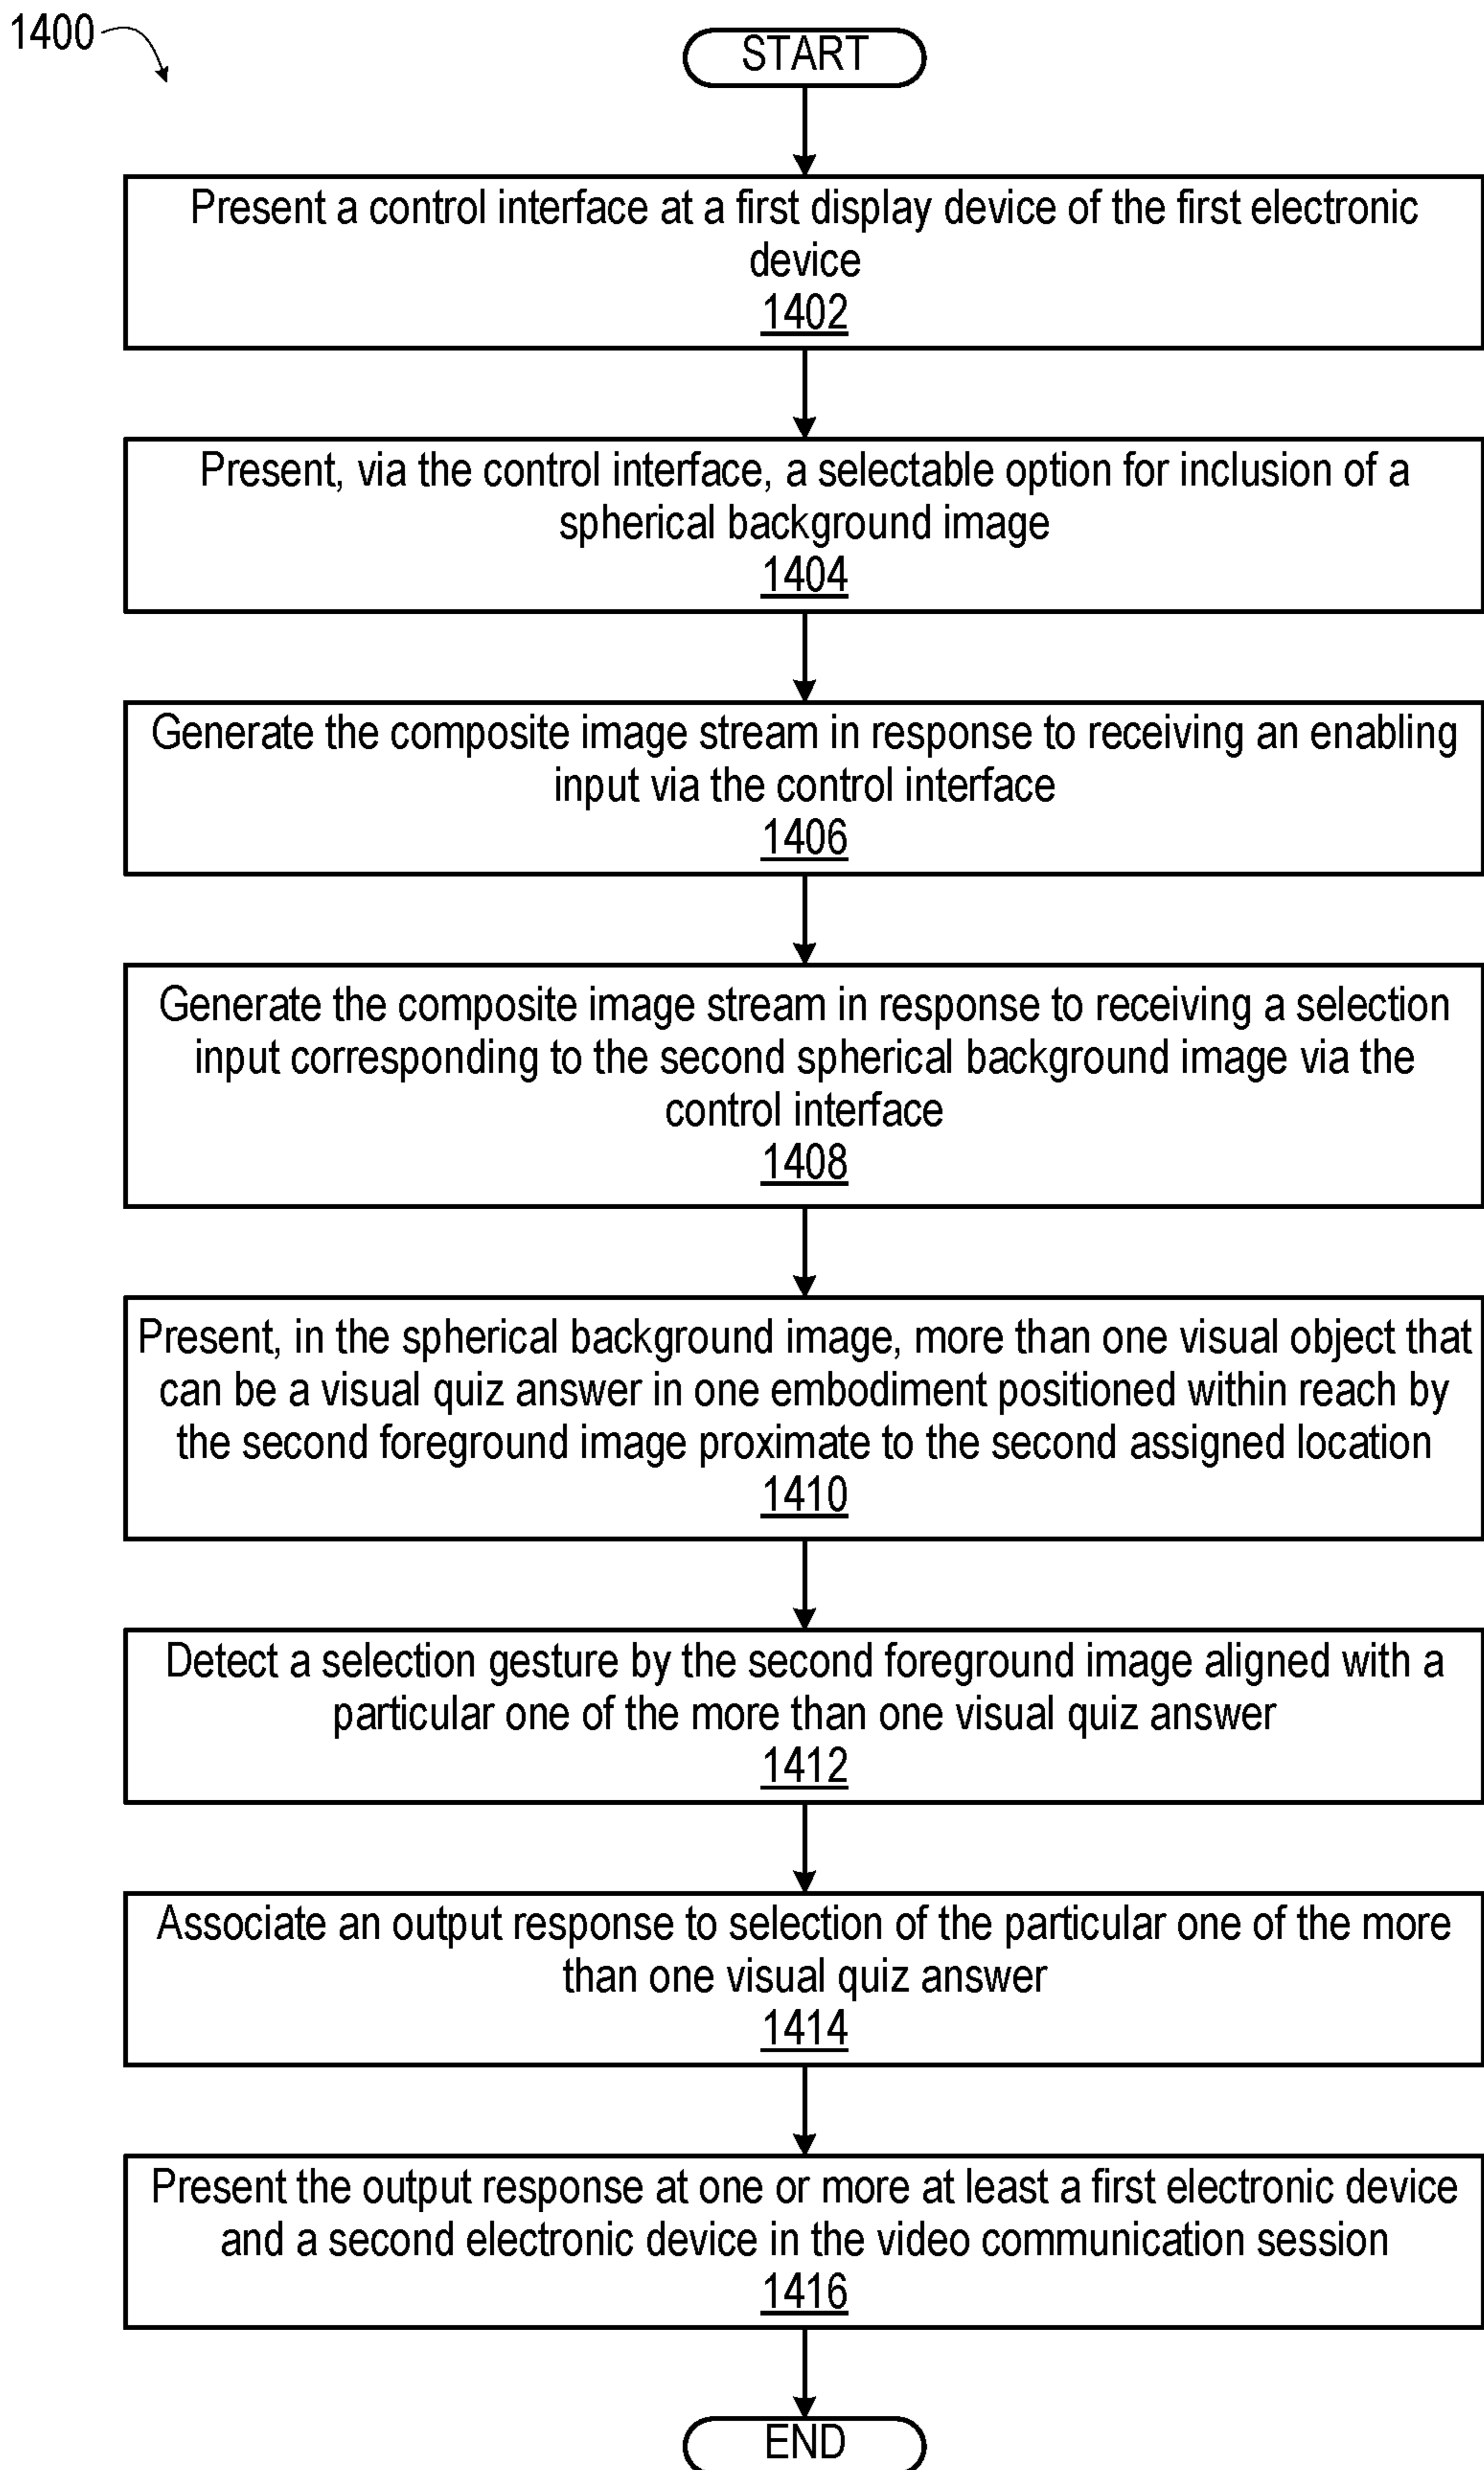 1400
START
Present a control interface at a first display device of the first electronic
device
1402
Present, via the control interface, a selectable option for inclusion of a
spherical background image
1404
Generate the composite image stream in response to receiving an enabling
input via the control interface
1406
Generate the composite image stream in response to receiving a selection
input corresponding to the second spherical background image via the
control interface
1408
Present, in the spherical background image, more than one visual object that
can be a visual quiz answer in one embodiment positioned within reach by
the second foreground image proximate to the second assigned location
1410
Detect a selection gesture by the second foreground image aligned with a
particular one of the more than one visual quiz answer
1412
Associate an output response to selection of the particular one of the more
than one visual quiz answer
1414
Present the output response at one or more at least a first electronic device
and a second electronic device in the video communication session
1416
END